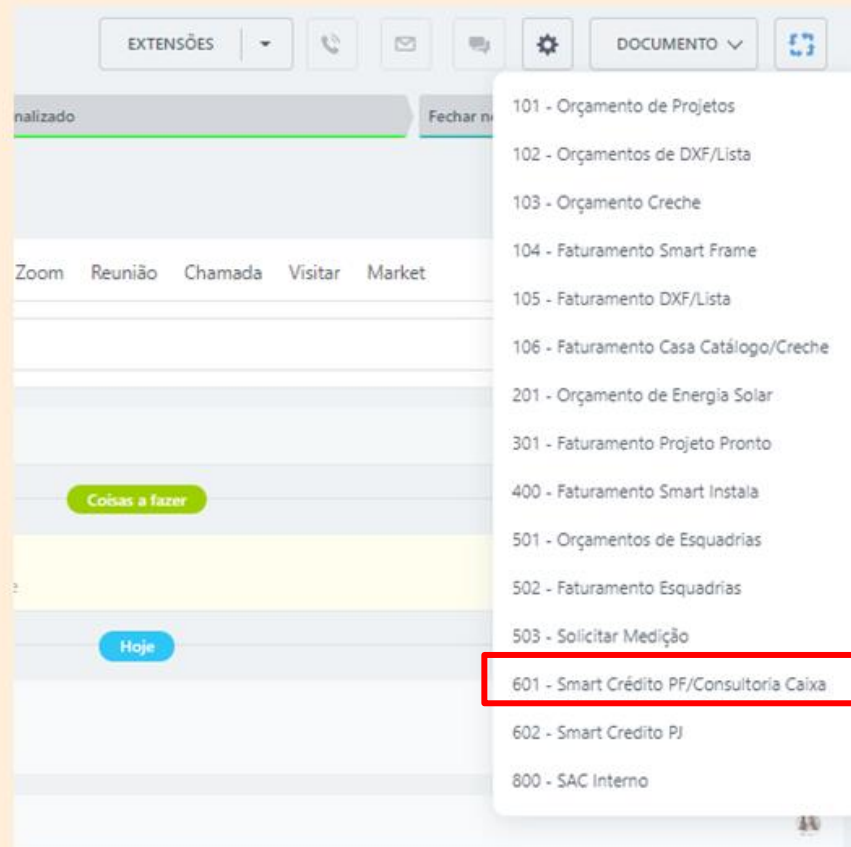 EXTENSÕES
DOCUMENTO
nalizado
Fechar
Zoom Reunião Chamada Visitar Market
Coisas a fazer
Hoje
101 - Orçamento de Projetos
102 - Orçamentos de DXF/Lista
103 - Orçamento Creche
104 - Faturamento Smart Frame
105 - Faturamento DXF/Lista
106 - Faturamento Casa Catálogo/Creche
201 - Orçamento de Energia Solar
301 - Faturamento Projeto Pronto
400 - Faturamento Smart Instala
501 - Orçamentos de Esquadrias
502 - Faturamento Esquadrias
503 - Solicitar Medição
601 - Smart Crédito PF/Consultoria Caixa
602 - Smart Credito PJ
800 - SAC Interno